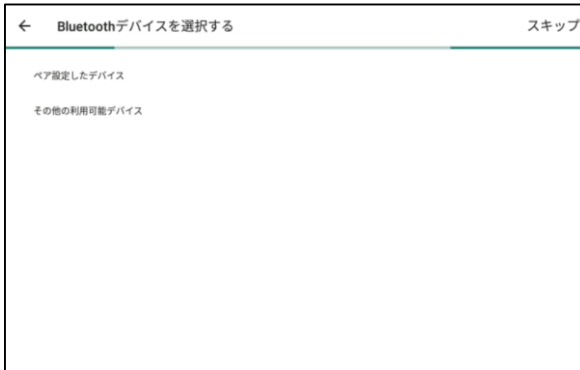 ← Bluetoothデバイスを選択する スキップ
ペア設定したデバイス
その他の利用可能デバイス